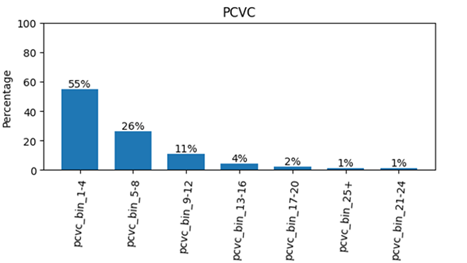 PCVC
Percentage
100
80
60
40
20
0
55%
26%
11%
4%
2%
1%
1%
pcvc_bin_1-4
pcvc_bin_5-8
pcvc_bin_9-12
pcvc_bin_13-16
pcvc_bin_17-20
pcvc_bin_25+
pcvc_bin_21-24